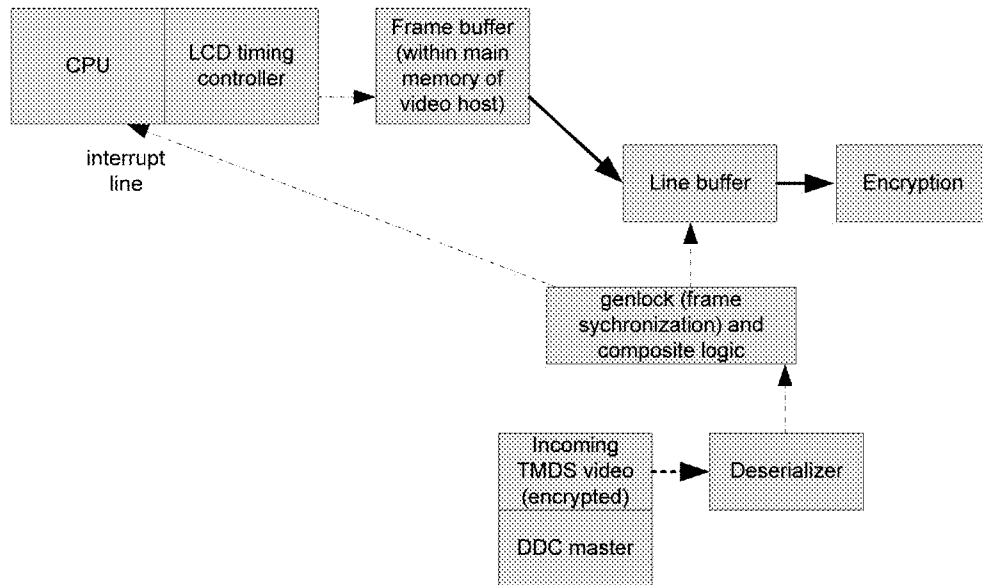 CPU
LCD timing
controller
Frame buffer
(within main
memory of
video host)
interrupt
line
Line buffer
Encryption
genlock (frame
sychronization) and
composite logic
Incoming
TMDS video
(encrypted)
Deserializer
DDC master